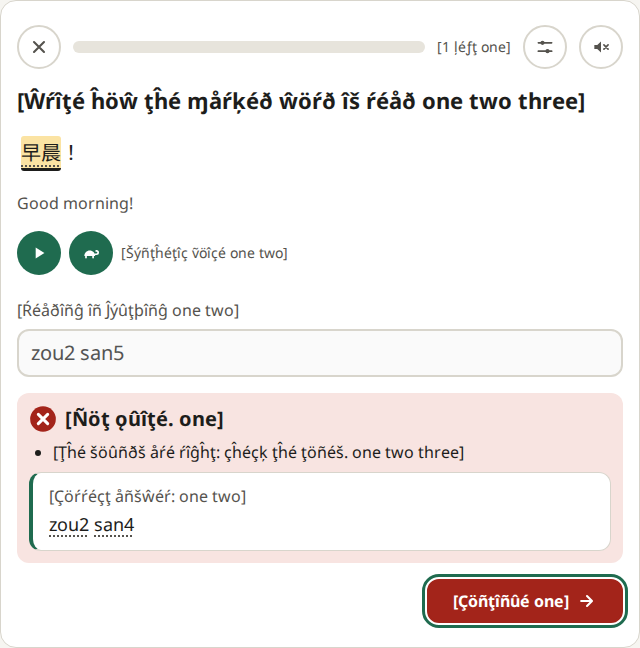 [1 ļéƒţ one]
[Ŵŕîţé ĥöŵ ţĥé ɱåŕķéð ŵöŕð îš ŕéåð one two three]
早晨！
Good morning!
[Šýñţĥéţîç ṽöîçé one two]
[Ŕéåðîñĝ îñ Ĵýûţþîñĝ one two]
zou2 san5
[Ñöţ ǫûîţé. one]
• [Ţĥé šöûñðš åŕé ŕîĝĥţ: çĥéçķ ţĥé ţöñéš. one two three]
[Çöŕŕéçţ åñšŵéŕ: one two]
zou2 san4
[Çöñţîñûé one]